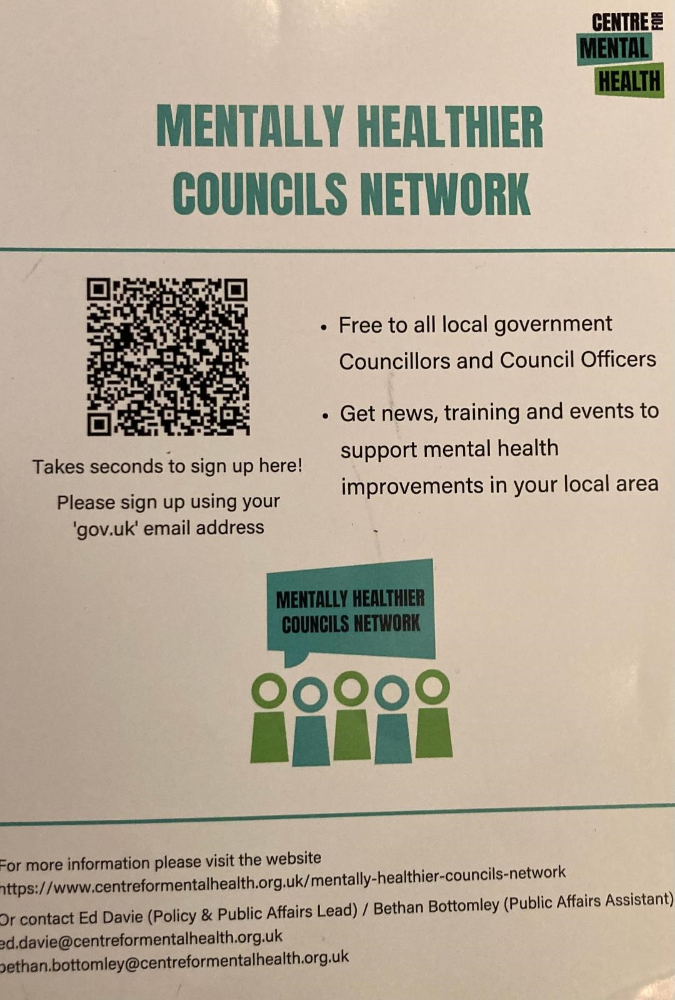 CENTRE FOR
MENTAL
HEALTH
MENTALLY HEALTHIER
COUNCILS NETWORK
Takes seconds to sign up here!
Please sign up using your
'gov.uk' email address
• Free to all local government
Councillors and Council Officers
• Get news, training and events to
support mental health
improvements in your local area
MENTALLY HEALTHIER
COUNCILS NETWORK
For more information please visit the website
https://www.centreformentalhealth.org.uk/mentally-healthier-councils-network
Or contact Ed Davie (Policy & Public Affairs Lead) / Bethan Bottomley (Public Affairs Assistant)
ed.davie@centreformentalhealth.org.uk
bethan.bottomley@centreformentalhealth.org.uk